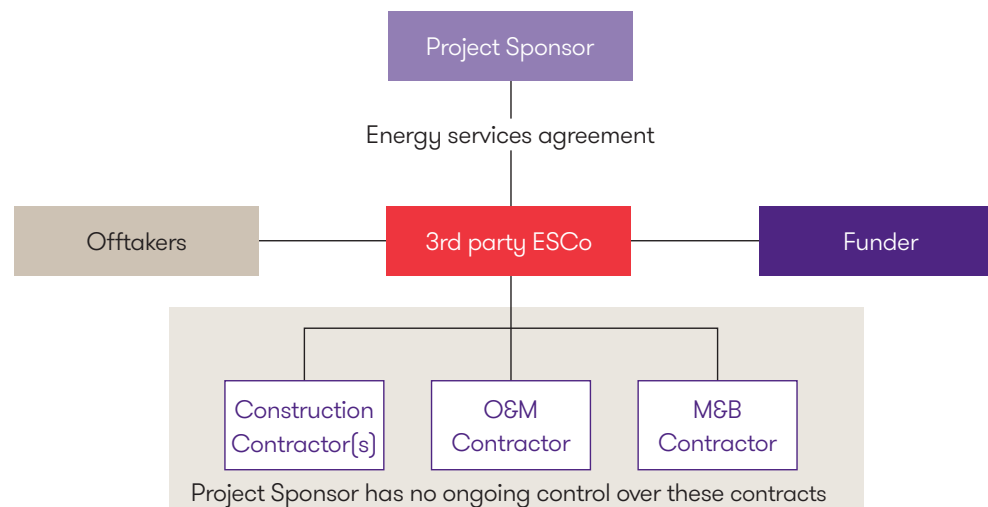 Project Sponsor
Energy services agreement
Offtakers
3rd party ESCo
Funder
Construction
Contractor(s)
O&M
Contractor
M&B
Contractor
Project Sponsor has no ongoing control over these contracts